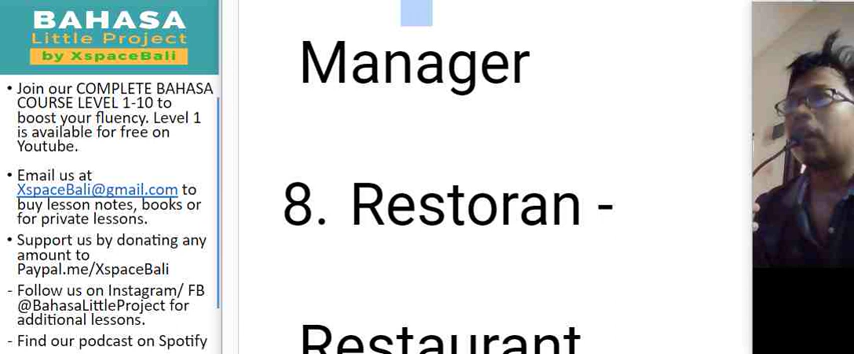 BAHASA
Little Project
by XspaceBali
• Join our COMPLETE BAHASA
COURSE LEVEL 1-10 to
boost your fluency. Level 1
is available for free on
Youtube.
• Email us at
XspaceBali@gmail.com to
buy lesson notes, books or
for private lessons.
• Support us by donating any
amount to
Paypal.me/XspaceBali
- Follow us on Instagram/ FB
@BahasaLittleProject for
additional lessons.
- Find our podcast on Spotify
Manager
8. Restoran -
Restaurant